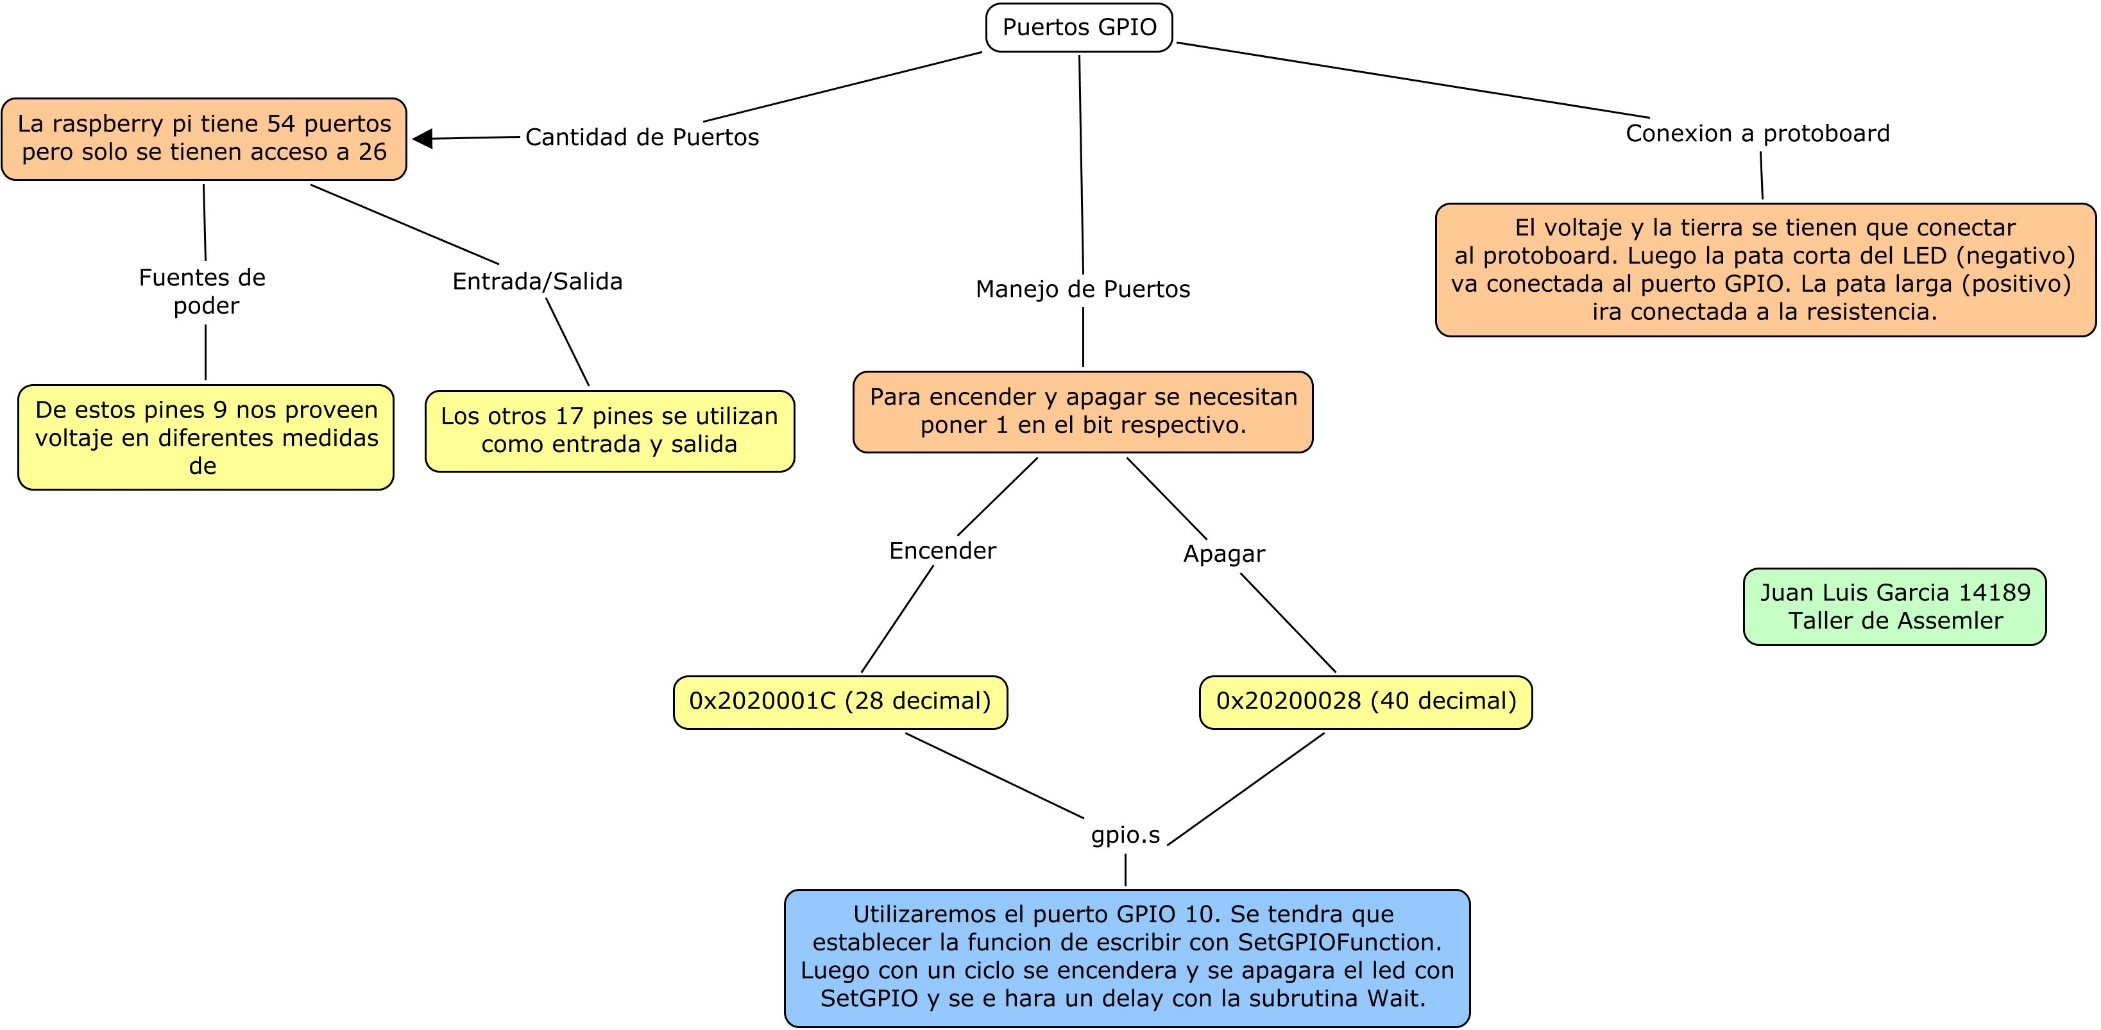 Puertos GPIO
Cantidad de Puertos
La raspberry pi tiene 54 puertos
pero solo se tienen acceso a 26
Fuentes de
poder
De estos pines 9 nos proveen
voltaje en diferentes medidas
de
Entrada/Salida
Los otros 17 pines se utilizan
como entrada y salida
Manejo de Puertos
Para encender y apagar se necesitan
poner 1 en el bit respectivo.
Encender
0x2020001C (28 decimal)
Apagar
0x20200028 (40 decimal)
gpio.s
Utilizaremos el puerto GPIO 10. Se tendra que
establecer la funcion de escribir con SetGPIOFunction.
Luego con un ciclo se encendera y se apagara el led con
SetGPIO y se e hara un delay con la subrutina Wait.
Conexion a protoboard
El voltaje y la tierra se tienen que conectar
al protoboard. Luego la pata corta del LED (negativo)
va conectada al puerto GPIO. La pata larga (positivo)
ira conectada a la resistencia.
Juan Luis Garcia 14189
Taller de Assemler